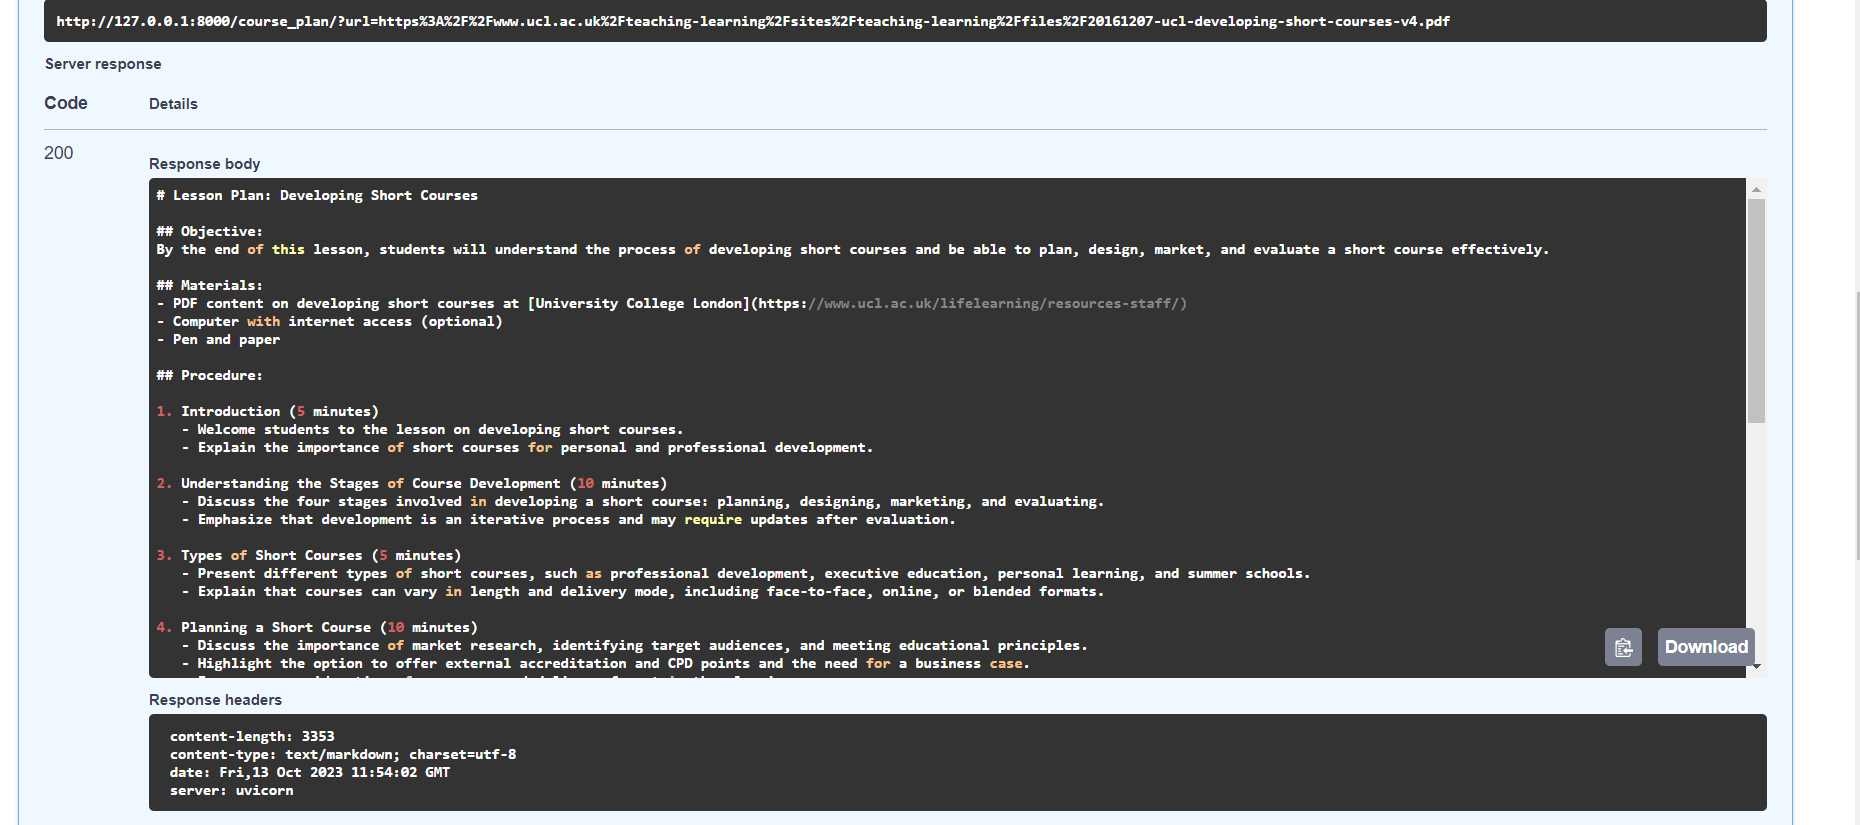 http://127.0.0.1:8000/course_plan/?url=https%3A%2F%2Fwww.ucl.ac.uk%2Fteaching-learning%2Fsites%2Fteaching-learning%2Ffiles%2F20161207-ucl-developing-short-courses-v4.pdf
Server response
Code Details
200
Response body
# Lesson Plan: Developing Short Courses
## Objective:
By the end of this lesson, students will understand the process of developing short courses and be able to plan, design, market, and evaluate a short course effectively.
## Materials:
- PDF content on developing short courses at [University College London](https://www.ucl.ac.uk/lifelearning/resources-staff/)
- Computer with internet access (optional)
- Pen and paper
## Procedure:
1. Introduction (5 minutes)
- Welcome students to the lesson on developing short courses.
- Explain the importance of short courses for personal and professional development.
2. Understanding the Stages of Course Development (10 minutes)
- Discuss the four stages involved in developing a short course: planning, designing, marketing, and evaluating.
- Emphasize that development is an iterative process and may require updates after evaluation.
3. Types of Short Courses (5 minutes)
- Present different types of short courses, such as professional development, executive education, personal learning, and summer schools.
- Explain that courses can vary in length and delivery mode, including face-to-face, online, or blended formats.
4. Planning a Short Course (10 minutes)
- Discuss the importance of market research, identifying target audiences, and meeting educational principles.
- Highlight the option to offer external accreditation and CPD points and the need for a business case.
Download
Response headers
content-length: 3353
content-type: text/markdown; charset=utf-8
date: Fri,13 Oct 2023 11:54:02 GMT
server: uvicorn